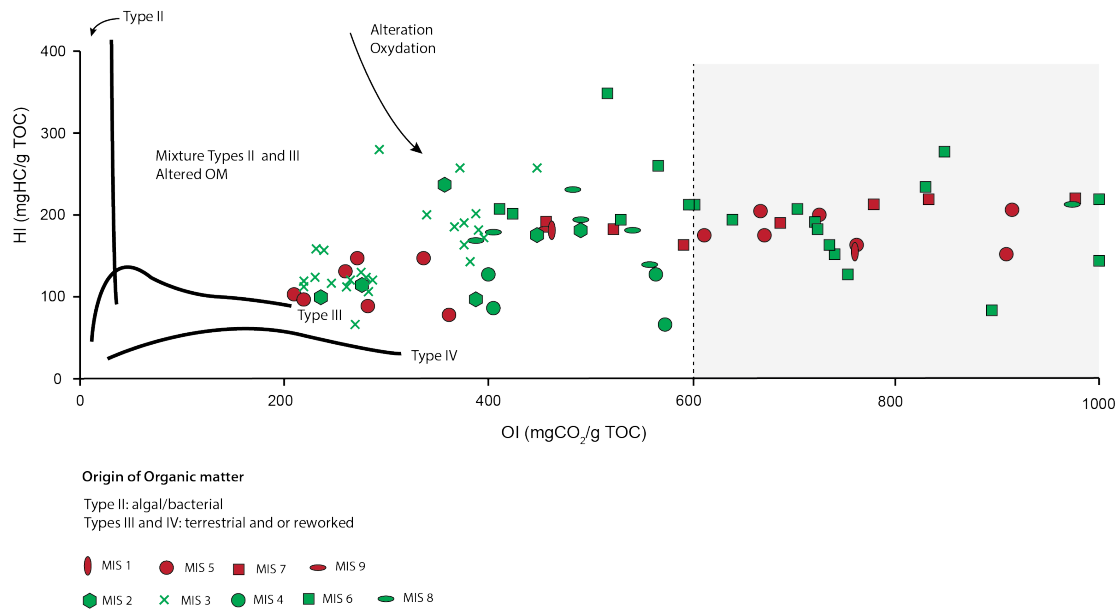 Type II
Alteration
Oxydation
400
300
200
100
0
HI (mgHC/g TOC)
Mixture Types II and III
Altered OM
Type III
Type IV
0
200
400
600
800
1000
OI (mgCO₂/g TOC)
Origin of Organic matter
Type II: algal/bacterial
Types III and IV: terrestrial and or reworked
MIS 1 MIS 5 MIS 7 MIS 9
MIS 2 MIS 3 MIS 4 MIS 6 MIS 8